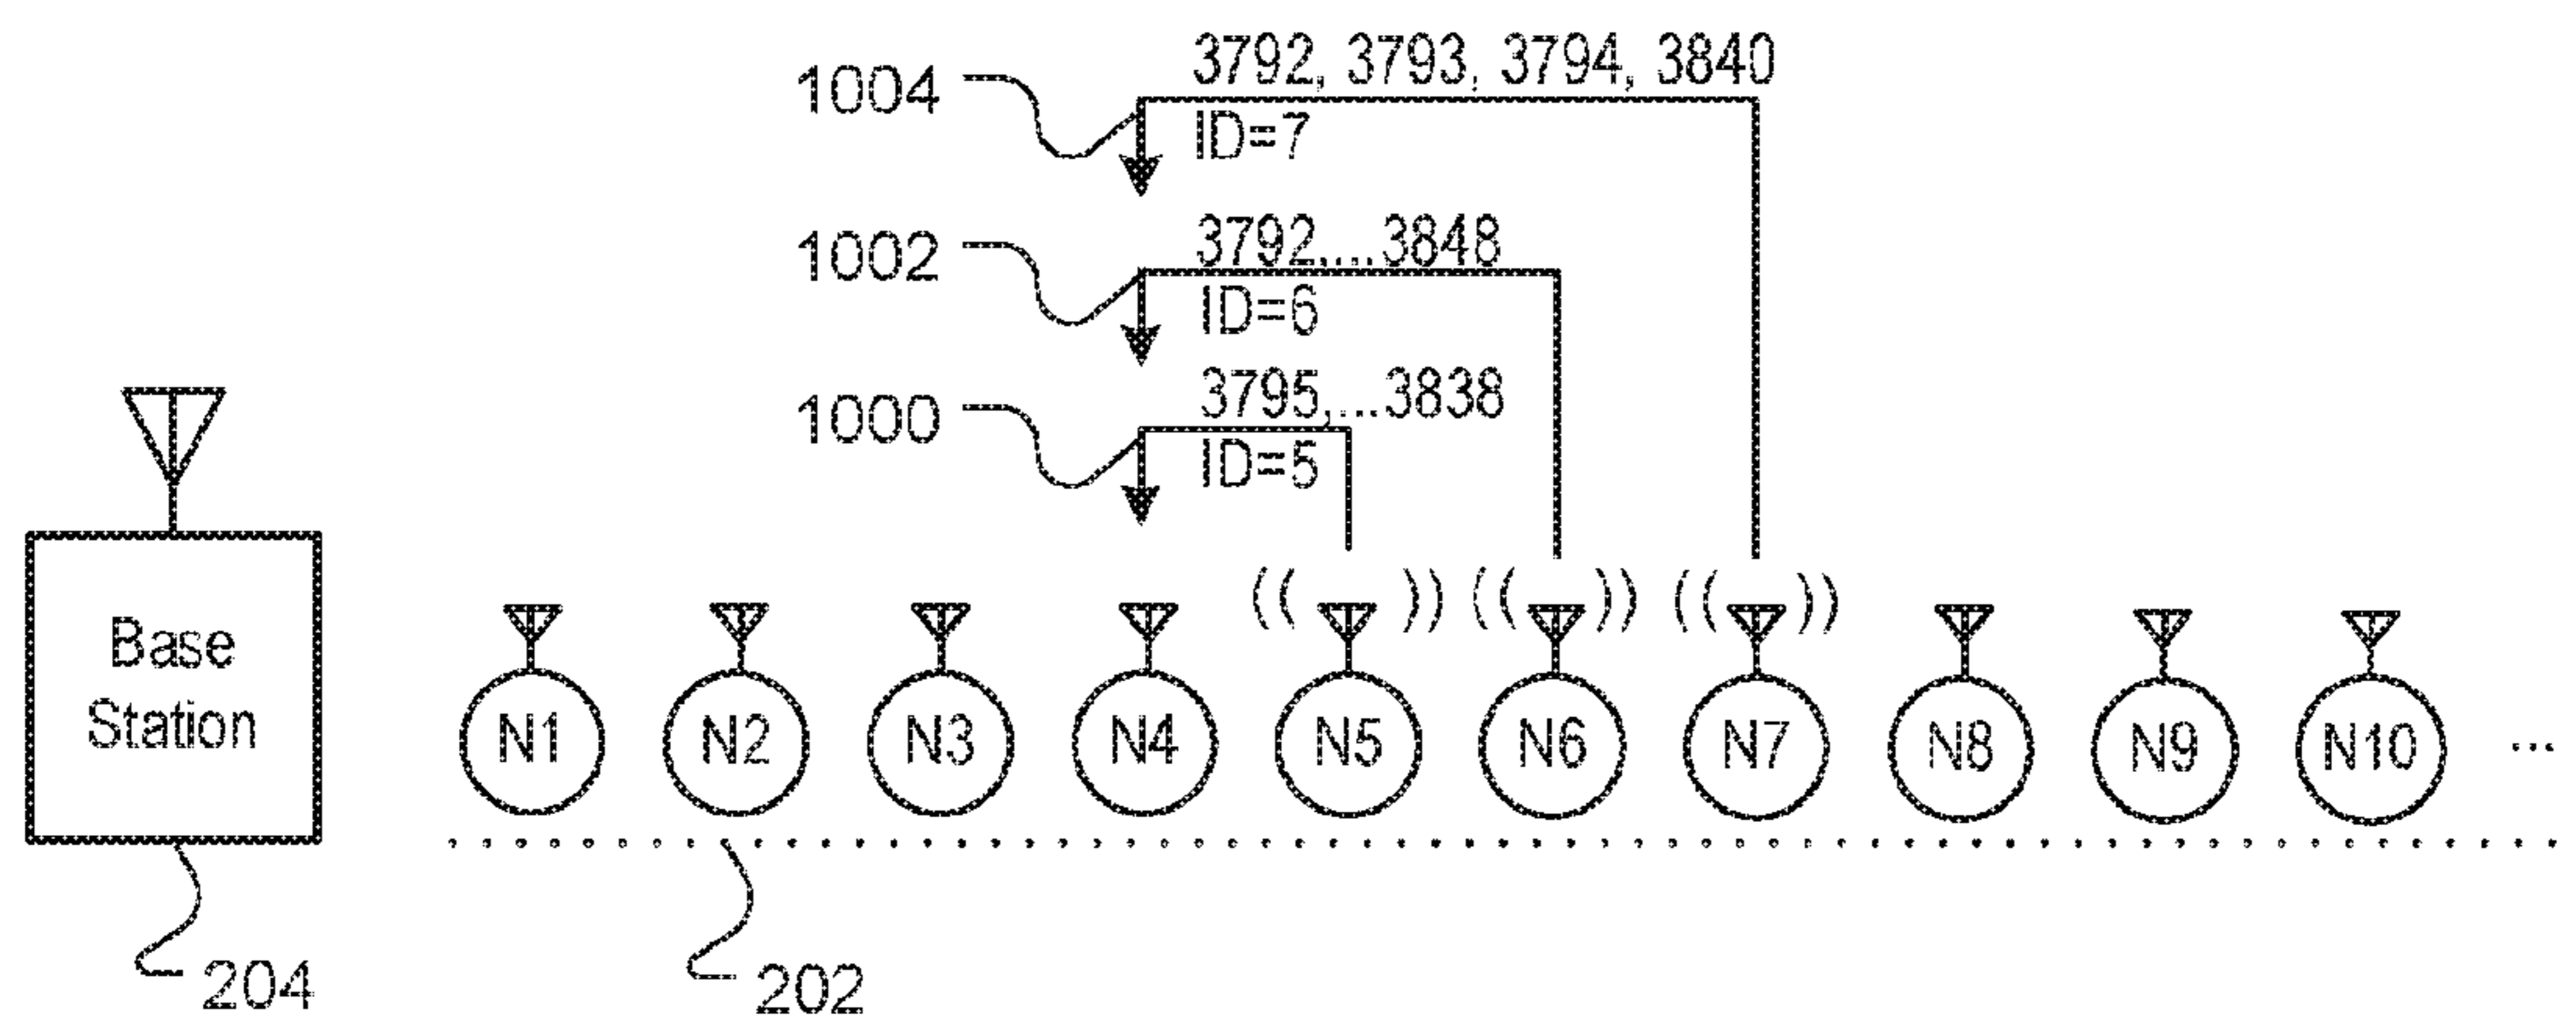 3792, 3793, 3794, 3840
1004
ID=7
3792,...3848
1002
ID=6
3795,...3838
1000
ID=5
Base
Station
N1 N2 N3 N4 N5 N6 N7 N8 N9 N10 ...
(( )) (( )) (( ))
204
202